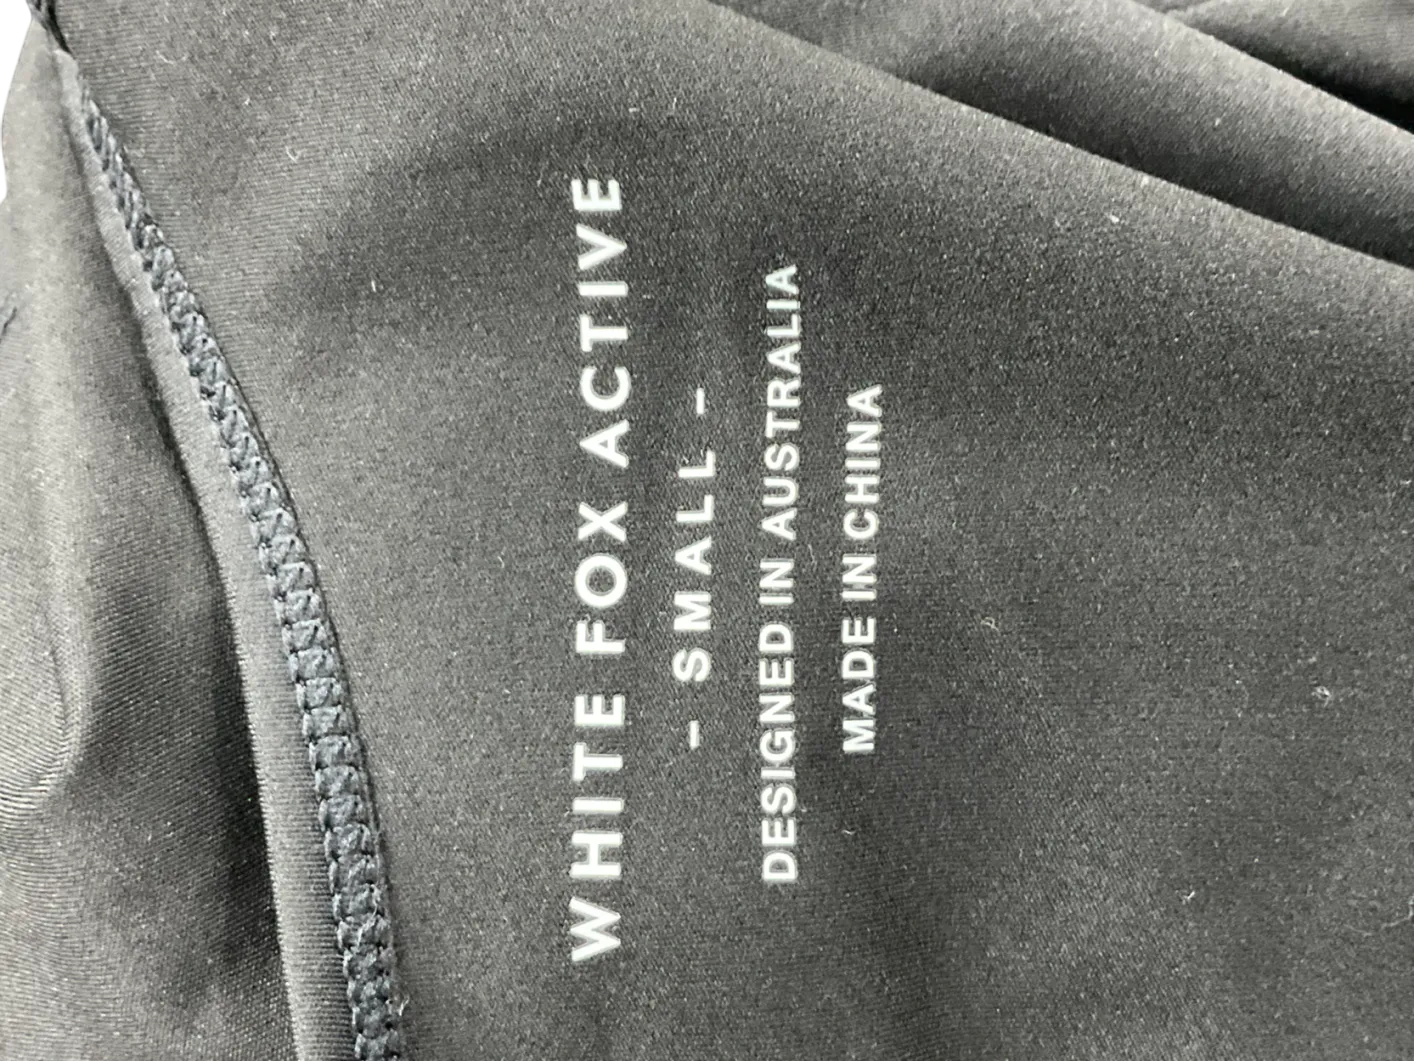 WHITE FOX ACTIVE
- SMALL -
DESIGNED IN AUSTRALIA
MADE IN CHINA